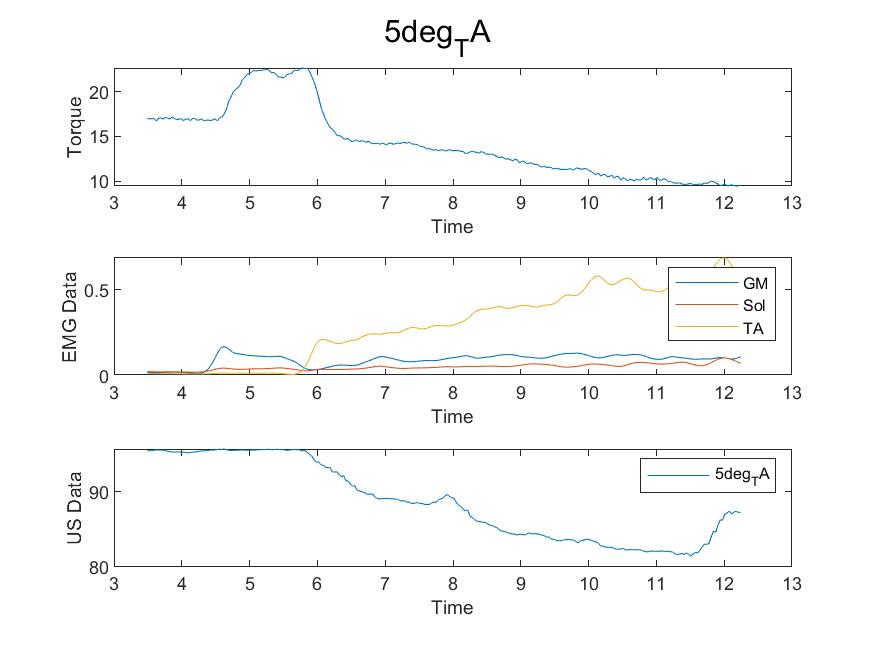 5deg_TA
20
15
10
Torque
3 4 5 6 7 8 9 10 11 12 13
Time
0.5
0
EMG Data
GM
Sol
TA
3 4 5 6 7 8 9 10 11 12 13
Time
90
80
US Data
5deg_TA
3 4 5 6 7 8 9 10 11 12 13
Time